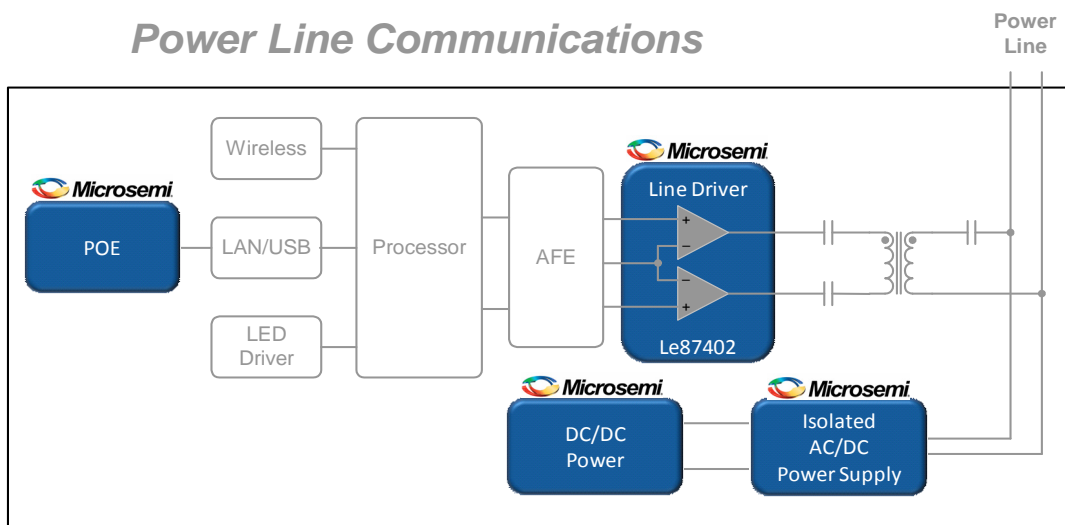 Power Line Communications
Power
Line
Wireless
Microsemi.
POE
LAN/USB
LED
Driver
Processor
AFE
Microsemi.
Line Driver
+
−
−
+
Le87402
Microsemi.
DC/DC
Power
Microsemi.
Isolated
AC/DC
Power Supply